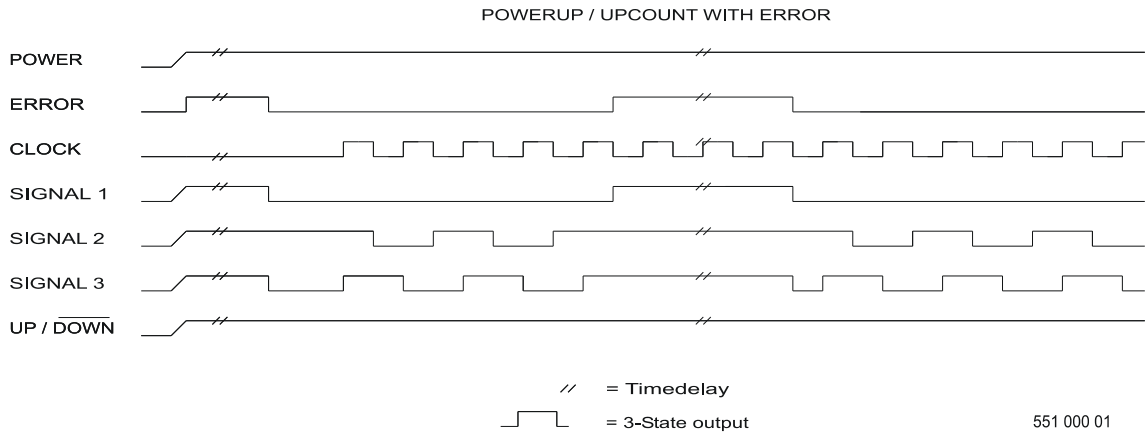 POWERUP / UPCOUNT WITH ERROR
POWER
ERROR
CLOCK
SIGNAL 1
SIGNAL 2
SIGNAL 3
UP / DOWN
// = Timedelay
= 3-State output
551 000 01